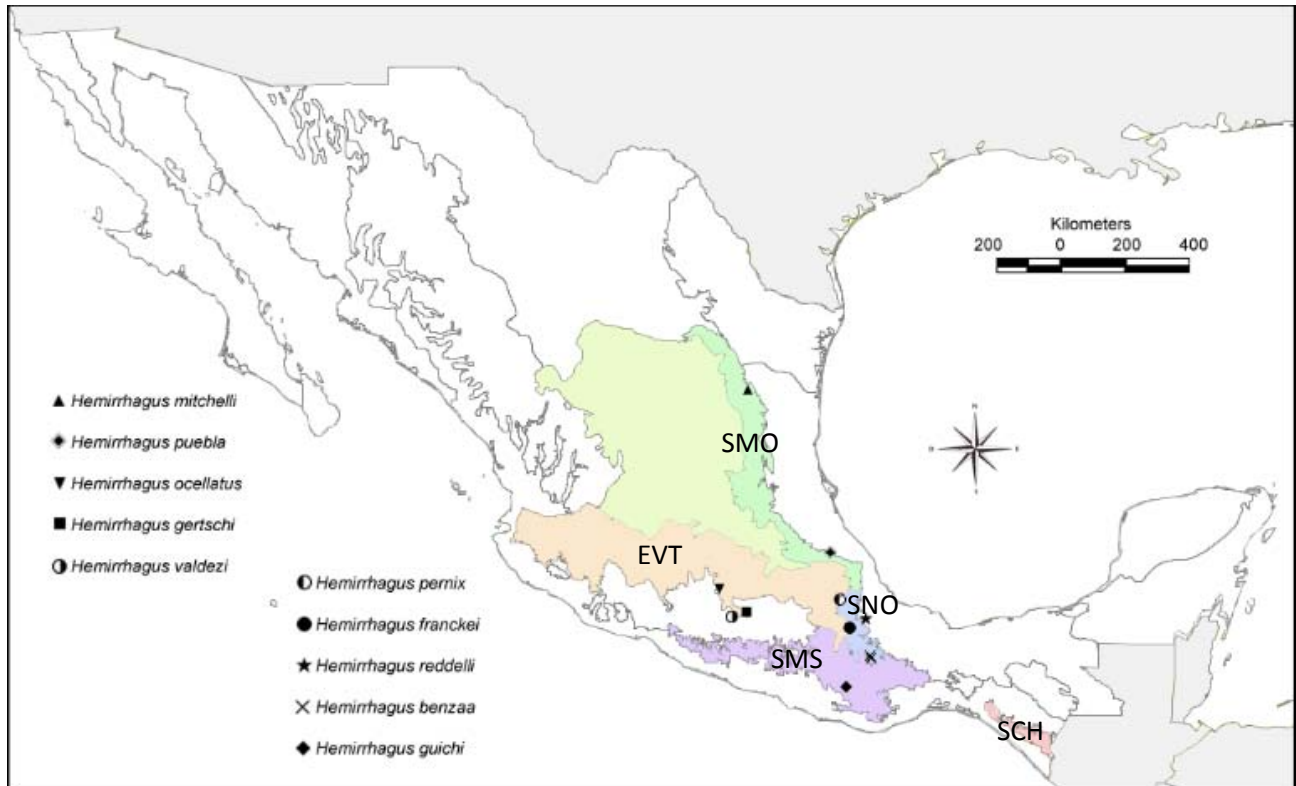 Kilometers
200 0 200 400
N
SMO
EVT
SNO
SMS
SCH
Hemirrhagus mitchelli
Hemirrhagus puebla
Hemirrhagus ocellatus
Hemirrhagus gertschi
Hemirrhagus valdezi
Hemirrhagus pernix
Hemirrhagus franckei
Hemirrhagus reddelli
Hemirrhagus benzaa
Hemirrhagus guichi